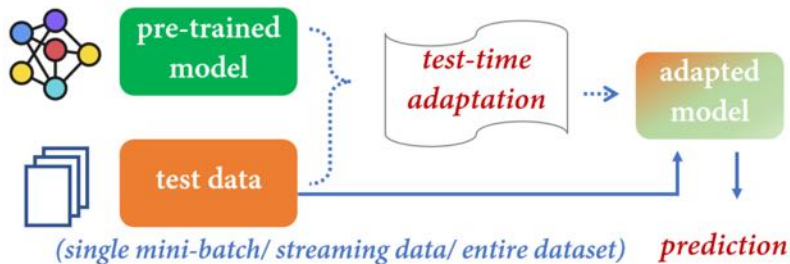 pre-trained
model
test-time
adaptation
adapted
model
test data
(single mini-batch/ streaming data/ entire dataset)
prediction